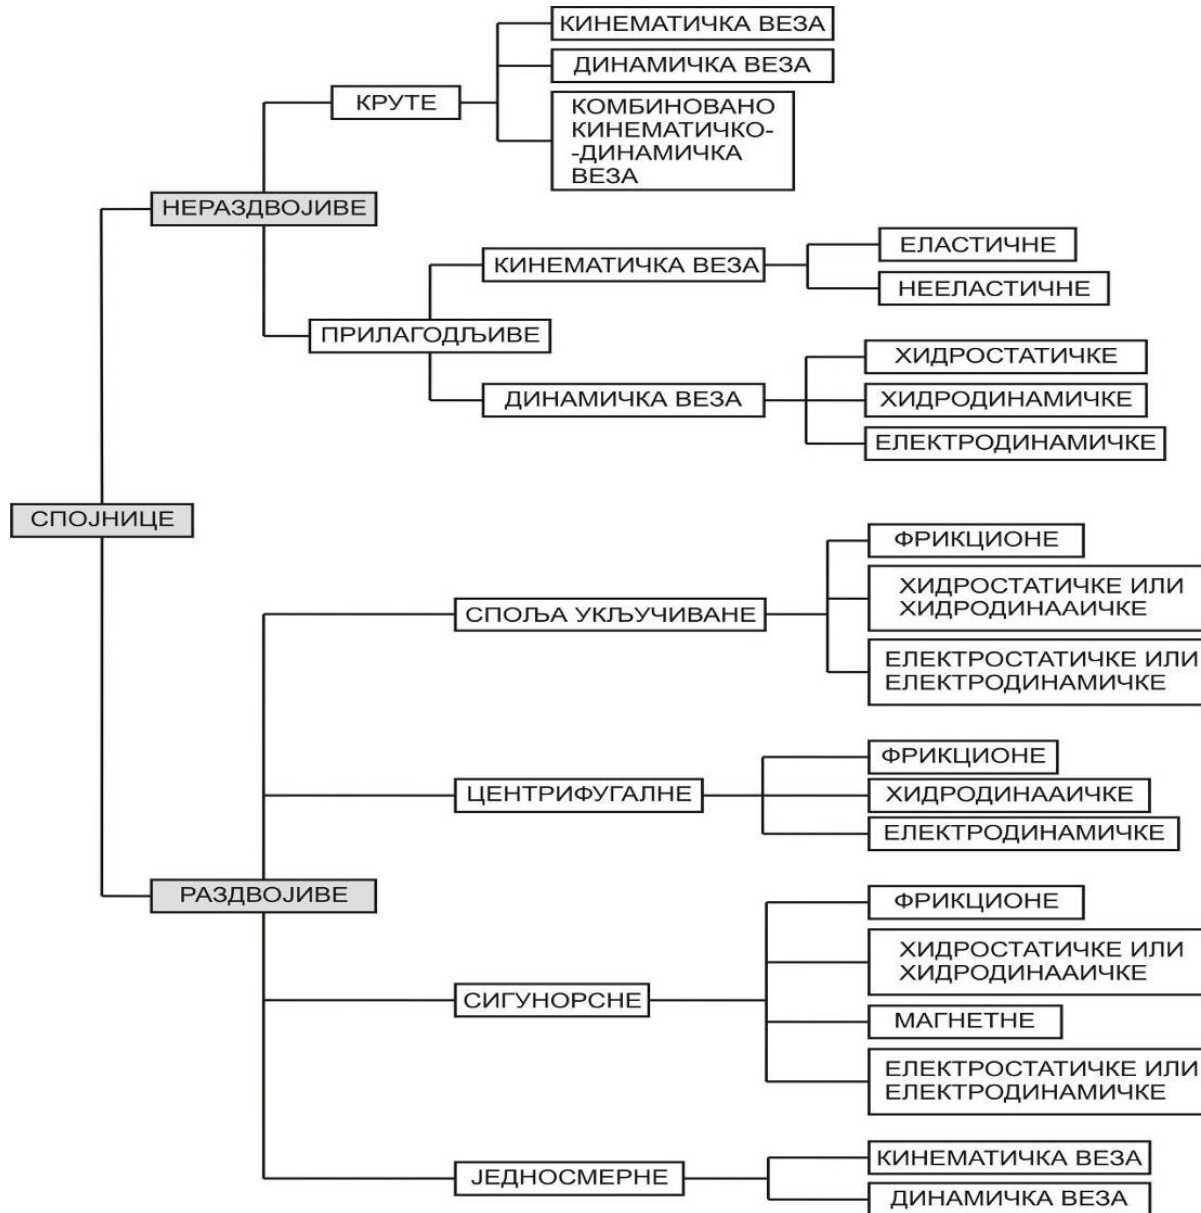 КИНЕМАТИЧКА ВЕЗА
ДИНАМИЧКА ВЕЗА
КРУТЕ
КОМБИНОВАНО
КИНЕМАТИЧКО-
-ДИНАМИЧКА
ВЕЗА
НЕРАЗДВОЈИВЕ
ЕЛАСТИЧНЕ
КИНЕМАТИЧКА ВЕЗА
НЕЕЛАСТИЧНЕ
ПРИЛАГОДЉИВЕ
ХИДРОСТАТИЧКЕ
ДИНАМИЧКА ВЕЗА
ХИДРОДИНАМИЧКЕ
ЕЛЕКТРОДИНАМИЧКЕ
СПОЈНИЦЕ
ФРИКЦИОНЕ
ХИДРОСТАТИЧКЕ ИЛИ
ХИДРОДИНААИЧКЕ
СПОЉА УКЉУЧИВАНЕ
ЕЛЕКТРОСТАТИЧКЕ ИЛИ
ЕЛЕКТРОДИНАМИЧКЕ
ФРИКЦИОНЕ
ЦЕНТРИФУГАЛНЕ
ХИДРОДИНААИЧКЕ
ЕЛЕКТРОДИНАМИЧКЕ
РАЗДВОЈИВЕ
ФРИКЦИОНЕ
ХИДРОСТАТИЧКЕ ИЛИ
ХИДРОДИНААИЧКЕ
СИГУНОРСНЕ
МАГНЕТНЕ
ЕЛЕКТРОСТАТИЧКЕ ИЛИ
ЕЛЕКТРОДИНАМИЧКЕ
КИНЕМАТИЧКА ВЕЗА
ЈЕДНОСМЕРНЕ
ДИНАМИЧКА ВЕЗА